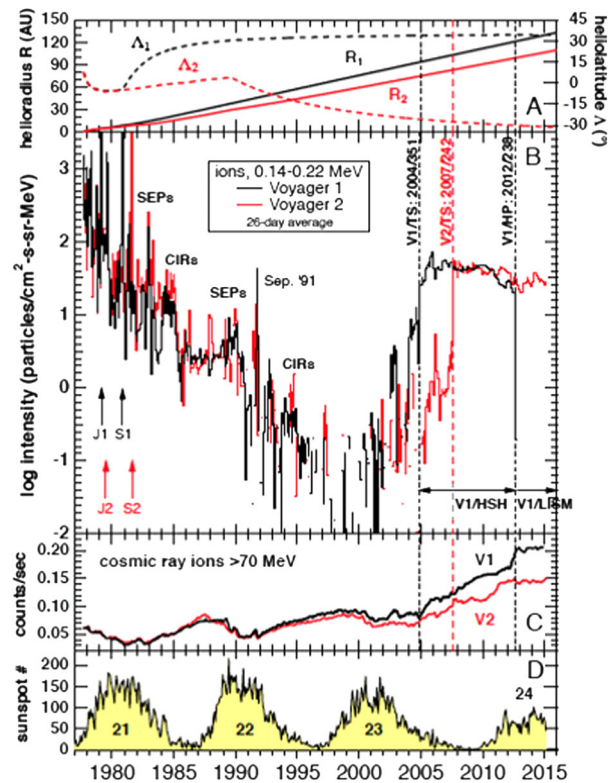 helioradius R (AU)
150
120
90
60
30
0
Λ1
Λ2
R1
R2
A
45
30
15
0
-15
-30
heliolatitude Λ (°)
log intensity (particles/cm²-s-sr-MeV)
3
2
1
0
-1
-2
B
ions, 0.14-0.22 MeV
Voyager 1
Voyager 2
26-day average
SEPs
CIRs
SEPs
Sep. '91
CIRs
V1/TS: 2004/351
V2/TS: 2007/242
V1/HP: 2012/238
J1
S1
J2
S2
V1/HSH
V1/LISM
counts/sec
0.20
0.15
0.10
0.05
cosmic ray ions >70 MeV
V1
V2
C
sunspot #
200
150
100
50
0
D
21
22
23
24
1980
1985
1990
1995
2000
2005
2010
2015